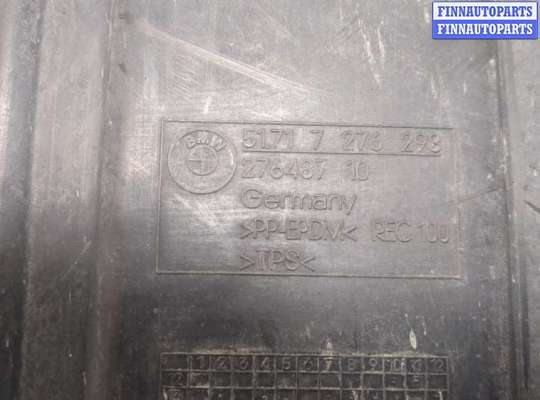 FINNAUTOPARTS
FINNAUTOPARTS
BMW
51.71 7 276 293
276487 10
Germany
>PP-EPDM< REC 100
>TPS<
1 2 3 4 5 6 7 8 9 10 11 12